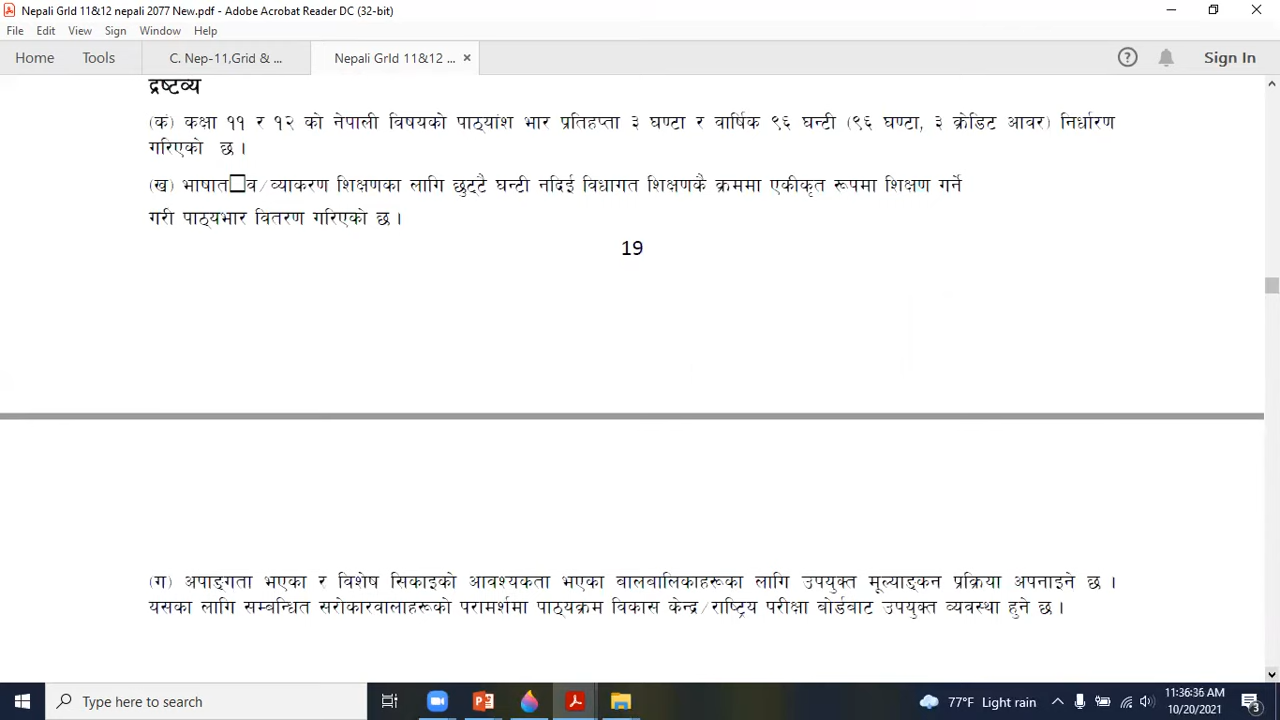 Nepali GrId 11&12 nepali 2077 New.pdf - Adobe Acrobat Reader DC (32-bit)
File Edit View Sign Window Help
Home Tools C. Nep-11,Grid & ... Nepali GrId 11&12 ... × Sign In
द्रष्टव्य
(क) कक्षा ११ र १२ को नेपाली विषयको पाठ्यांश भार प्रतिहप्ता ३ घण्टा र वार्षिक ९६ घन्टी (९६ घण्टा, ३ क्रेडिट आवर) निर्धारण
गरिएको छ ।
(ख) भाषात□व/व्याकरण शिक्षणका लागि छुट्टै घन्टी नदिई विधागत शिक्षणकै क्रममा एकीकृत रूपमा शिक्षण गर्ने
गरी पाठ्यभार वितरण गरिएको छ ।
19
(ग) अपाङ्गता भएका र विशेष सिकाइको आवश्यकता भएका बालबालिकाहरूका लागि उपयुक्त मूल्याङ्कन प्रक्रिया अपनाइने छ ।
यसका लागि सम्बन्धित सरोकारवालाहरूको परामर्शमा पाठ्यक्रम विकास केन्द्र/राष्ट्रिय परीक्षा बोर्डबाट उपयुक्त व्यवस्था हुने छ ।
Type here to search 77°F Light rain 11:36:36 AM
10/20/2021 3